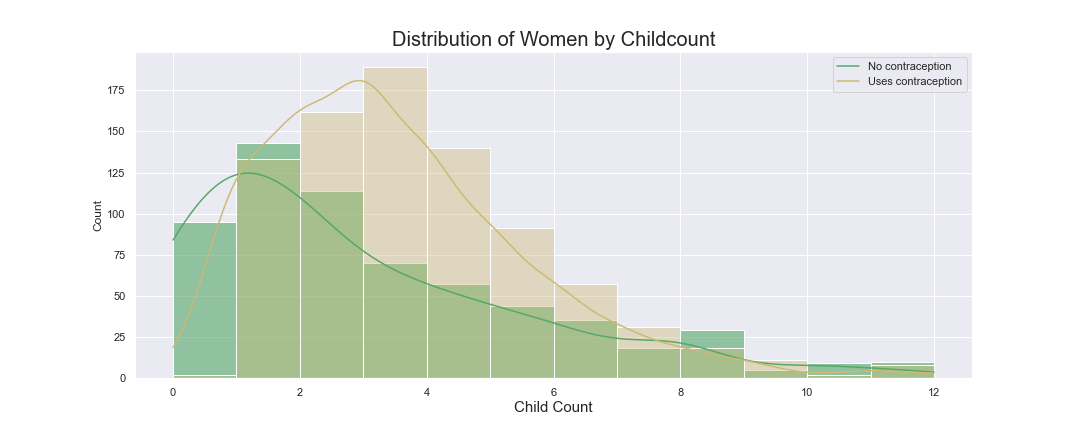 Distribution of Women by Childcount
No contraception
Uses contraception
175
150
125
100
75
50
25
0
Count
0 2 4 6 8 10 12
Child Count